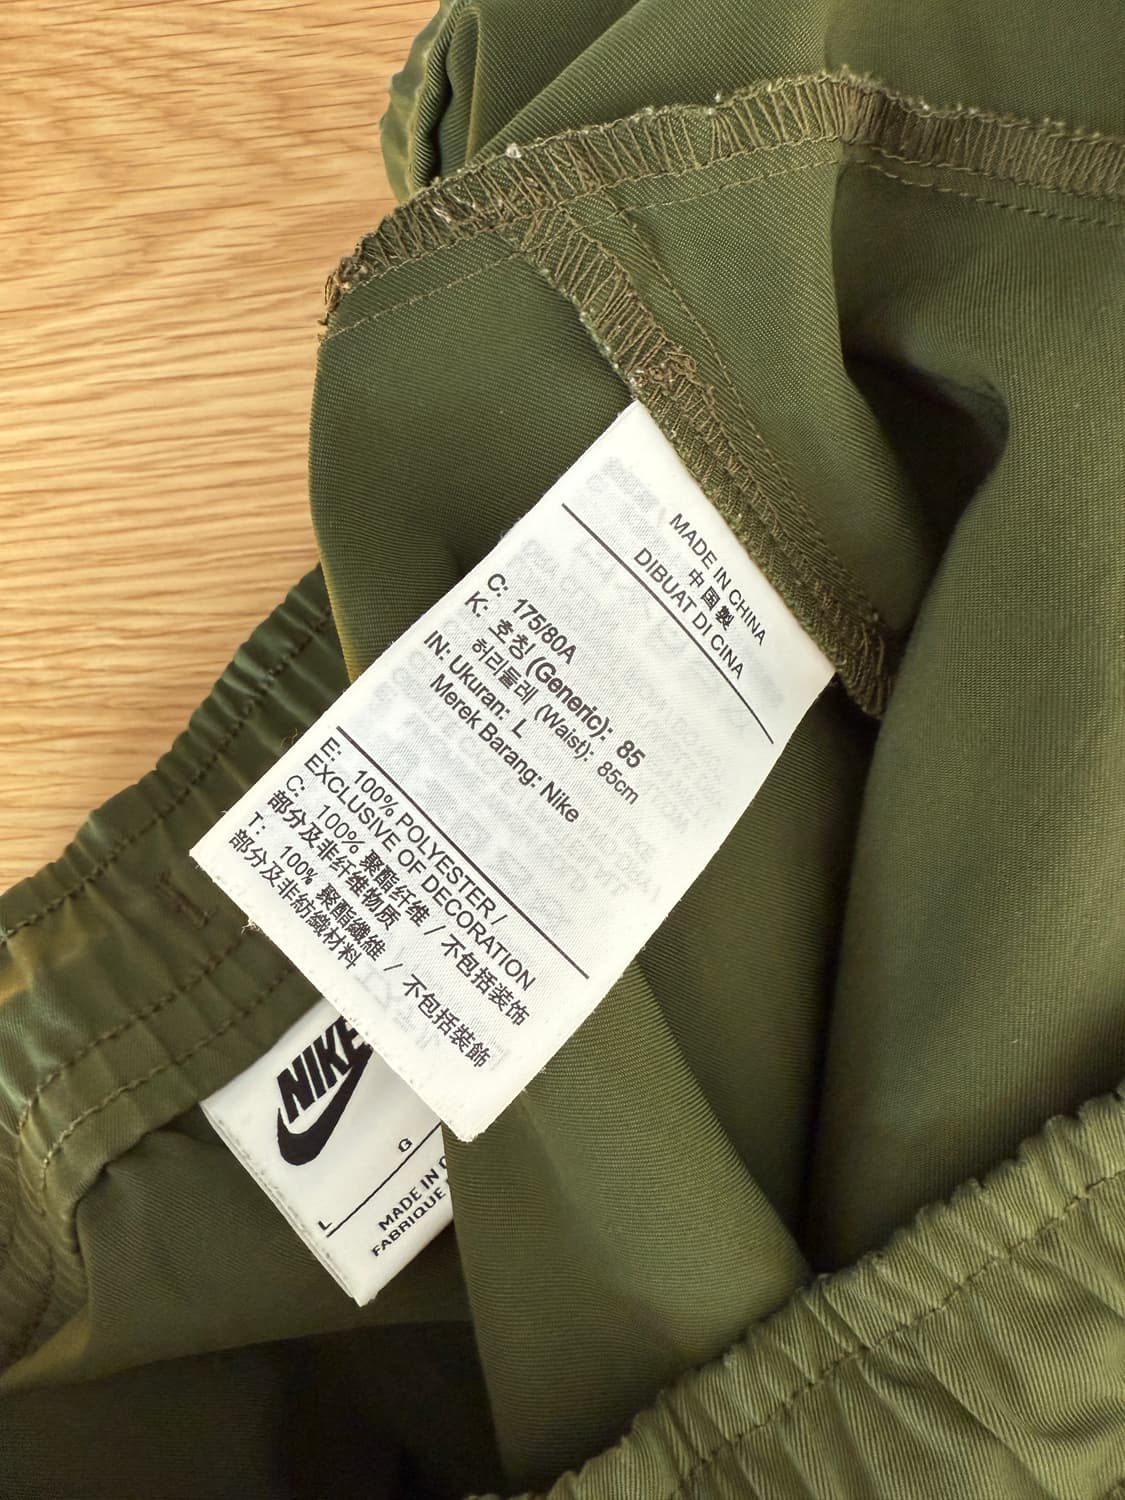 MADE IN CHINA
中国製
DIBUAT DI CINA
C: 175/80A
K: 호칭 (Generic): 85
허리둘레 (Waist): 85cm
IN: Ukuran: L
Merek Barang: Nike
E: 100% POLYESTER /
EXCLUSIVE OF DECORATION
C: 100% 聚酯纤维 / 不包括装饰
部分及非纤维物质
T: 100% 聚酯纖維 / 不包括裝飾
部分及非紡織材料
NIKE
L G
MADE IN
FABRIQUE